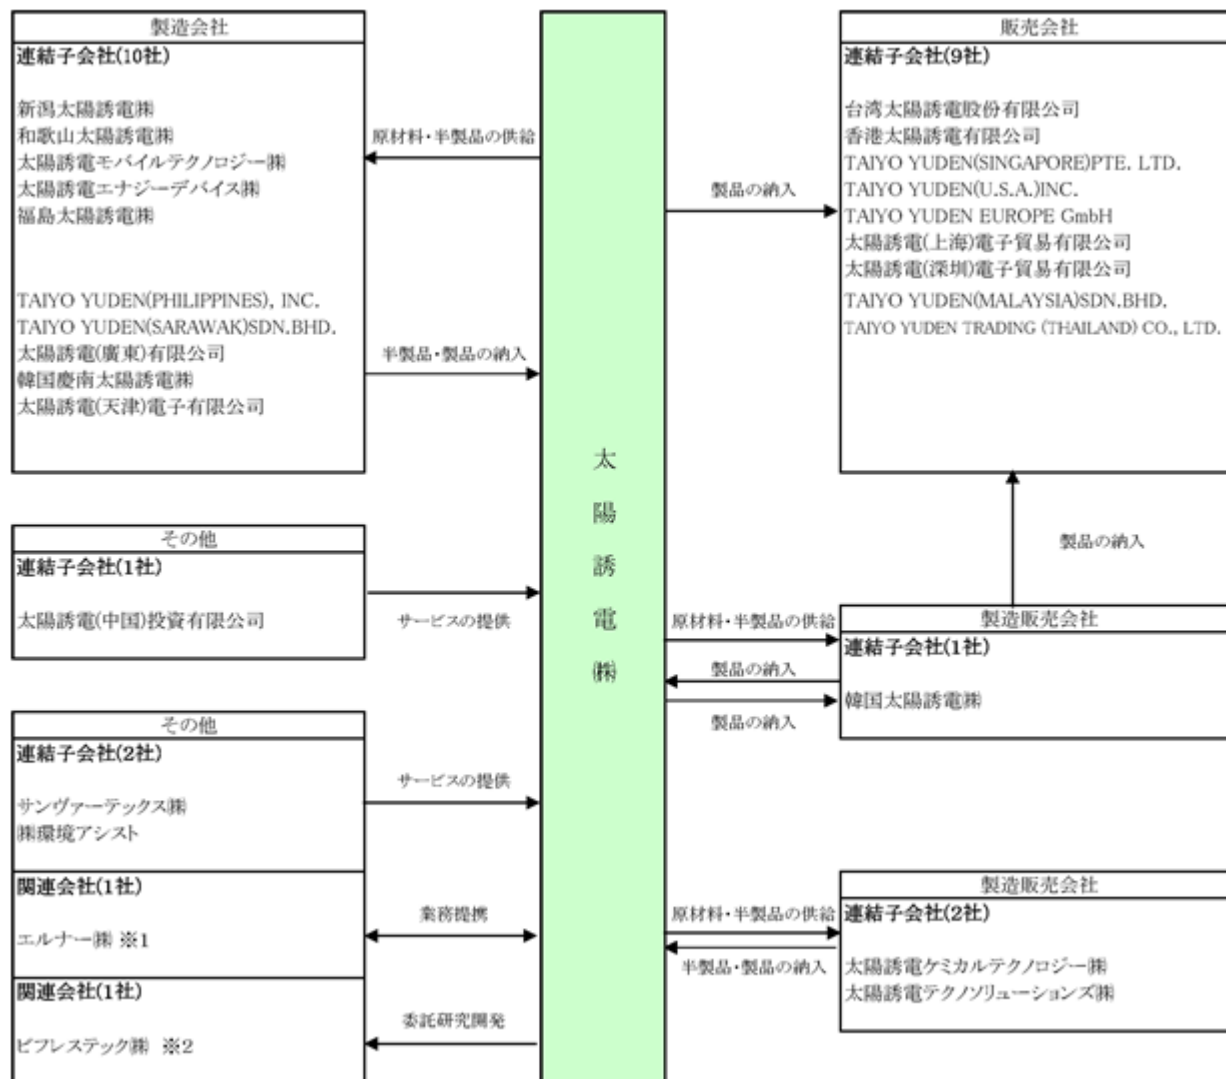 製造会社
連結子会社(10社)
新潟太陽誘電㈱
和歌山太陽誘電㈱
太陽誘電モバイルテクノロジー㈱
太陽誘電エナジーデバイス㈱
福島太陽誘電㈱
TAIYO YUDEN(PHILIPPINES), INC.
TAIYO YUDEN(SARAWAK)SDN.BHD.
太陽誘電(廣東)有限公司
韓国慶南太陽誘電㈱
太陽誘電(天津)電子有限公司
原材料・半製品の供給
半製品・製品の納入
その他
連結子会社(1社)
太陽誘電(中国)投資有限公司
サービスの提供
その他
連結子会社(2社)
サンヴァーテックス㈱
㈱環境アシスト
サービスの提供
関連会社(1社)
エルナー㈱ ※1
業務提携
関連会社(1社)
ビフレステック㈱ ※2
委託研究開発
太
陽
誘
電
㈱
販売会社
連結子会社(9社)
台湾太陽誘電股份有限公司
香港太陽誘電有限公司
TAIYO YUDEN(SINGAPORE)PTE. LTD.
TAIYO YUDEN(U.S.A.)INC.
TAIYO YUDEN EUROPE GmbH
太陽誘電(上海)電子貿易有限公司
太陽誘電(深圳)電子貿易有限公司
TAIYO YUDEN(MALAYSIA)SDN.BHD.
TAIYO YUDEN TRADING (THAILAND) CO., LTD.
製品の納入
製品の納入
製造販売会社
連結子会社(1社)
韓国太陽誘電㈱
原材料・半製品の供給
製品の納入
製品の納入
製造販売会社
連結子会社(2社)
太陽誘電ケミカルテクノロジー㈱
太陽誘電テクノソリューションズ㈱
原材料・半製品の供給
半製品・製品の納入